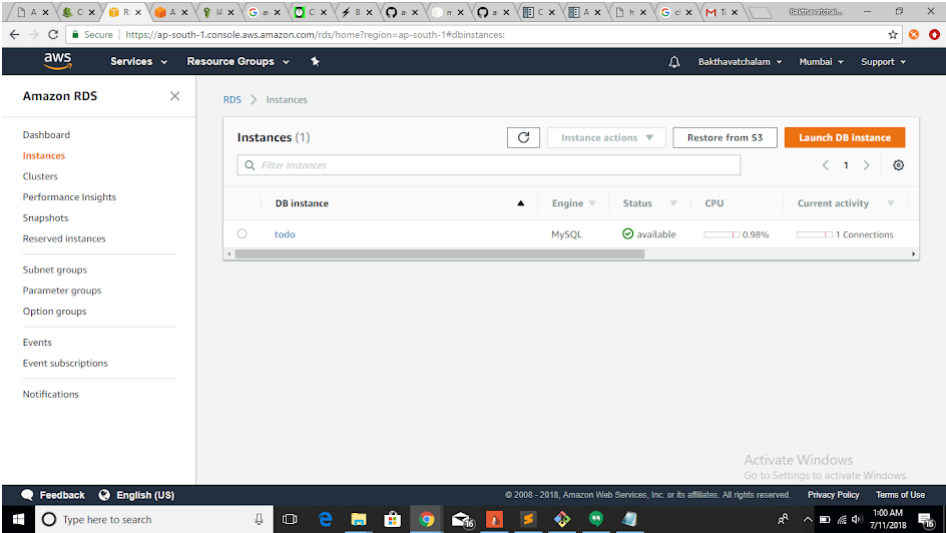 A C R A G a C B a n a C A h G cl M T Bakthavatchal...
Secure https://ap-south-1.console.aws.amazon.com/rds/home?region=ap-south-1#dbinstances:
aws Services Resource Groups Bakthavatchalam Mumbai Support
Amazon RDS
Dashboard
Instances
Clusters
Performance Insights
Snapshots
Reserved instances
Subnet groups
Parameter groups
Option groups
Events
Event subscriptions
Notifications
RDS > Instances
Instances (1) Instance actions Restore from S3 Launch DB instance
Filter instances 1
DB instance Engine Status CPU Current activity
todo MySQL available 0.98% 1 Connections
Activate Windows
Go to Settings to activate Windows.
Feedback English (US) © 2008 - 2018, Amazon Web Services, Inc. or its affiliates. All rights reserved. Privacy Policy Terms of Use
Type here to search 16 1:00 AM 16
7/11/2018